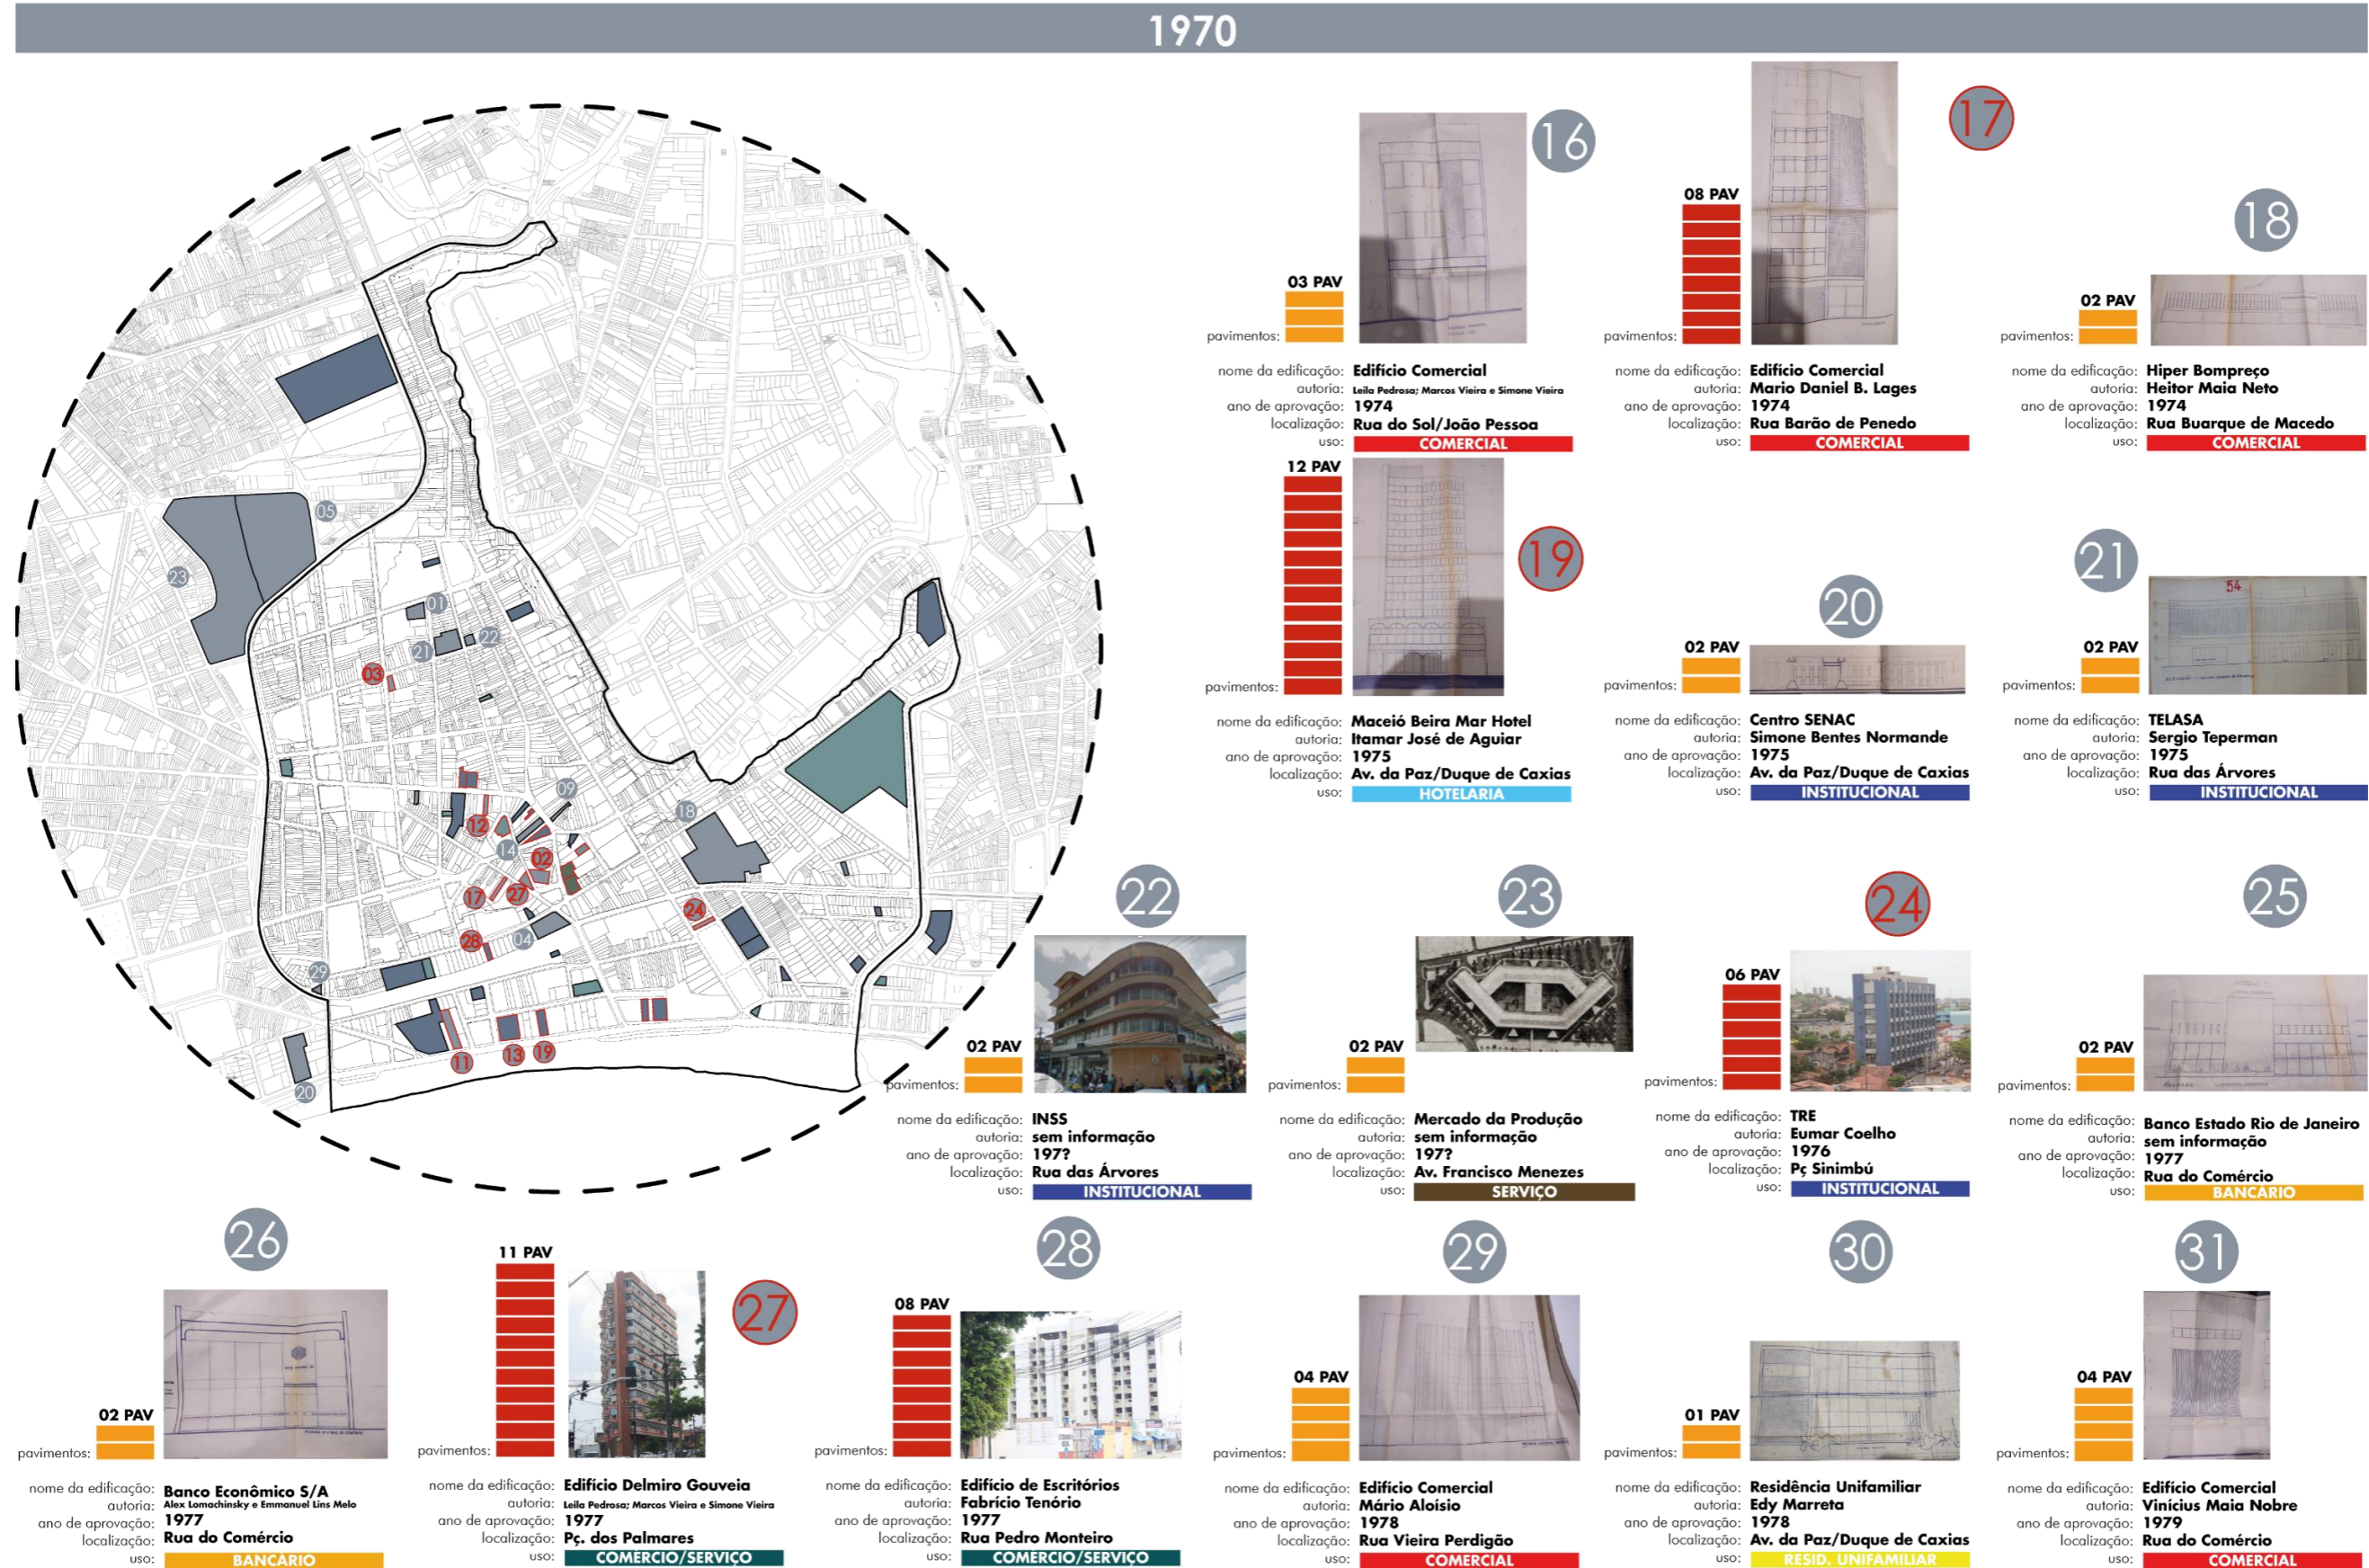 1970
16
03 PAV
pavimentos:
nome da edificação: Edifício Comercial
autoria: Leila Pedrosa; Marcos Vieira e Simone Vieira
ano de aprovação: 1974
localização: Rua do Sol/João Pessoa
uso: COMERCIAL
17
08 PAV
pavimentos:
nome da edificação: Edifício Comercial
autoria: Mario Daniel B. Lages
ano de aprovação: 1974
localização: Rua Barão de Penedo
uso: COMERCIAL
18
02 PAV
pavimentos:
nome da edificação: Hiper Bompreço
autoria: Heitor Maia Neto
ano de aprovação: 1974
localização: Rua Buarque de Macedo
uso: COMERCIAL
12 PAV
19
pavimentos:
nome da edificação: Maceió Beira Mar Hotel
autoria: Itamar José de Aguiar
ano de aprovação: 1975
localização: Av. da Paz/Duque de Caxias
uso: HOTELARIA
20
02 PAV
pavimentos:
nome da edificação: Centro SENAC
autoria: Simone Bentes Normande
ano de aprovação: 1975
localização: Av. da Paz/Duque de Caxias
uso: INSTITUCIONAL
21
54
02 PAV
pavimentos:
nome da edificação: TELASA
autoria: Sergio Teperman
ano de aprovação: 1975
localização: Rua das Árvores
uso: INSTITUCIONAL
05
23
01
22
21
03
09
18
12
14
02
17
27
24
28
04
29
17
11
13
19
20
22
02 PAV
pavimentos:
nome da edificação: INSS
autoria: sem informação
ano de aprovação: 197?
localização: Rua das Árvores
uso: INSTITUCIONAL
23
02 PAV
pavimentos:
nome da edificação: Mercado da Produção
autoria: sem informação
ano de aprovação: 197?
localização: Av. Francisco Menezes
uso: SERVIÇO
24
06 PAV
pavimentos:
nome da edificação: TRE
autoria: Eumar Coelho
ano de aprovação: 1976
localização: Pç Sinimbú
uso: INSTITUCIONAL
25
02 PAV
pavimentos:
nome da edificação: Banco Estado Rio de Janeiro
autoria: sem informação
ano de aprovação: 1977
localização: Rua do Comércio
uso: BANCÁRIO
26
02 PAV
pavimentos:
nome da edificação: Banco Econômico S/A
autoria: Alex Lomachinsky e Emmanuel Lins Melo
ano de aprovação: 1977
localização: Rua do Comércio
uso: BANCÁRIO
11 PAV
27
pavimentos:
nome da edificação: Edifício Delmiro Gouveia
autoria: Leila Pedrosa; Marcos Vieira e Simone Vieira
ano de aprovação: 1977
localização: Pç. dos Palmares
uso: COMÉRCIO/SERVIÇO
28
08 PAV
pavimentos:
nome da edificação: Edifício de Escritórios
autoria: Fabrício Tenório
ano de aprovação: 1977
localização: Rua Pedro Monteiro
uso: COMÉRCIO/SERVIÇO
29
04 PAV
pavimentos:
nome da edificação: Edifício Comercial
autoria: Mário Aloísio
ano de aprovação: 1978
localização: Rua Vieira Perdigão
uso: COMERCIAL
30
01 PAV
pavimentos:
nome da edificação: Residência Unifamiliar
autoria: Edy Marreta
ano de aprovação: 1978
localização: Av. da Paz/Duque de Caxias
uso: RESID. UNIFAMILIAR
31
04 PAV
pavimentos:
nome da edificação: Edifício Comercial
autoria: Vinícius Maia Nobre
ano de aprovação: 1979
localização: Rua do Comércio
uso: COMERCIAL